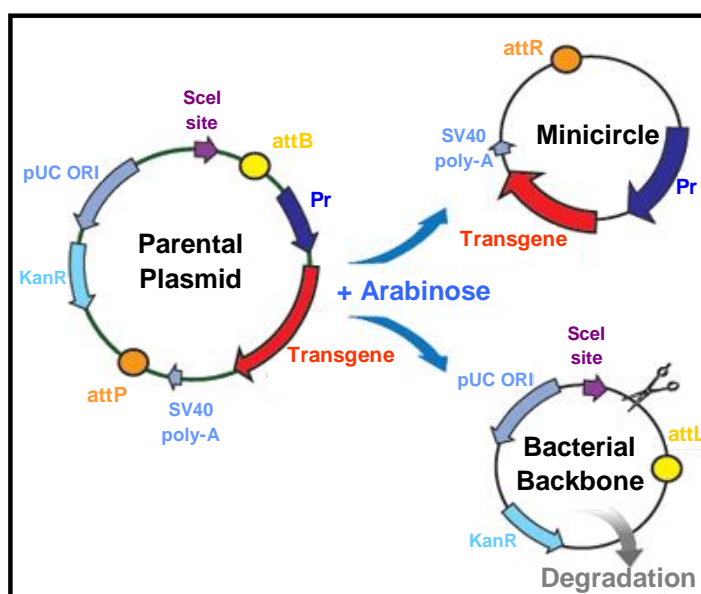 SceI
site
attB
pUC ORI
Pr
Parental
Plasmid
KanR
Transgene
attP
SV40
poly-A
+ Arabinose
attR
SV40
poly-A
Minicircle
Pr
Transgene
SceI
site
pUC ORI
attL
Bacterial
Backbone
KanR
Degradation